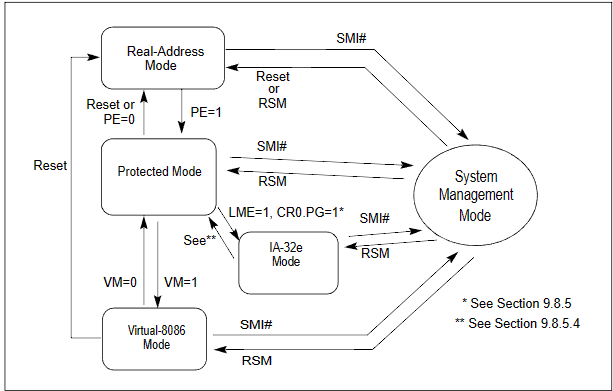 Real-Address
Mode
SMI#
Reset
or
RSM
Reset or
PE=0
PE=1
SMI#
Reset
Protected Mode
RSM
System
Management
Mode
LME=1, CR0.PG=1*
SMI#
See**
IA-32e
Mode
RSM
VM=0
VM=1
* See Section 9.8.5
** See Section 9.8.5.4
Virtual-8086
Mode
SMI#
RSM